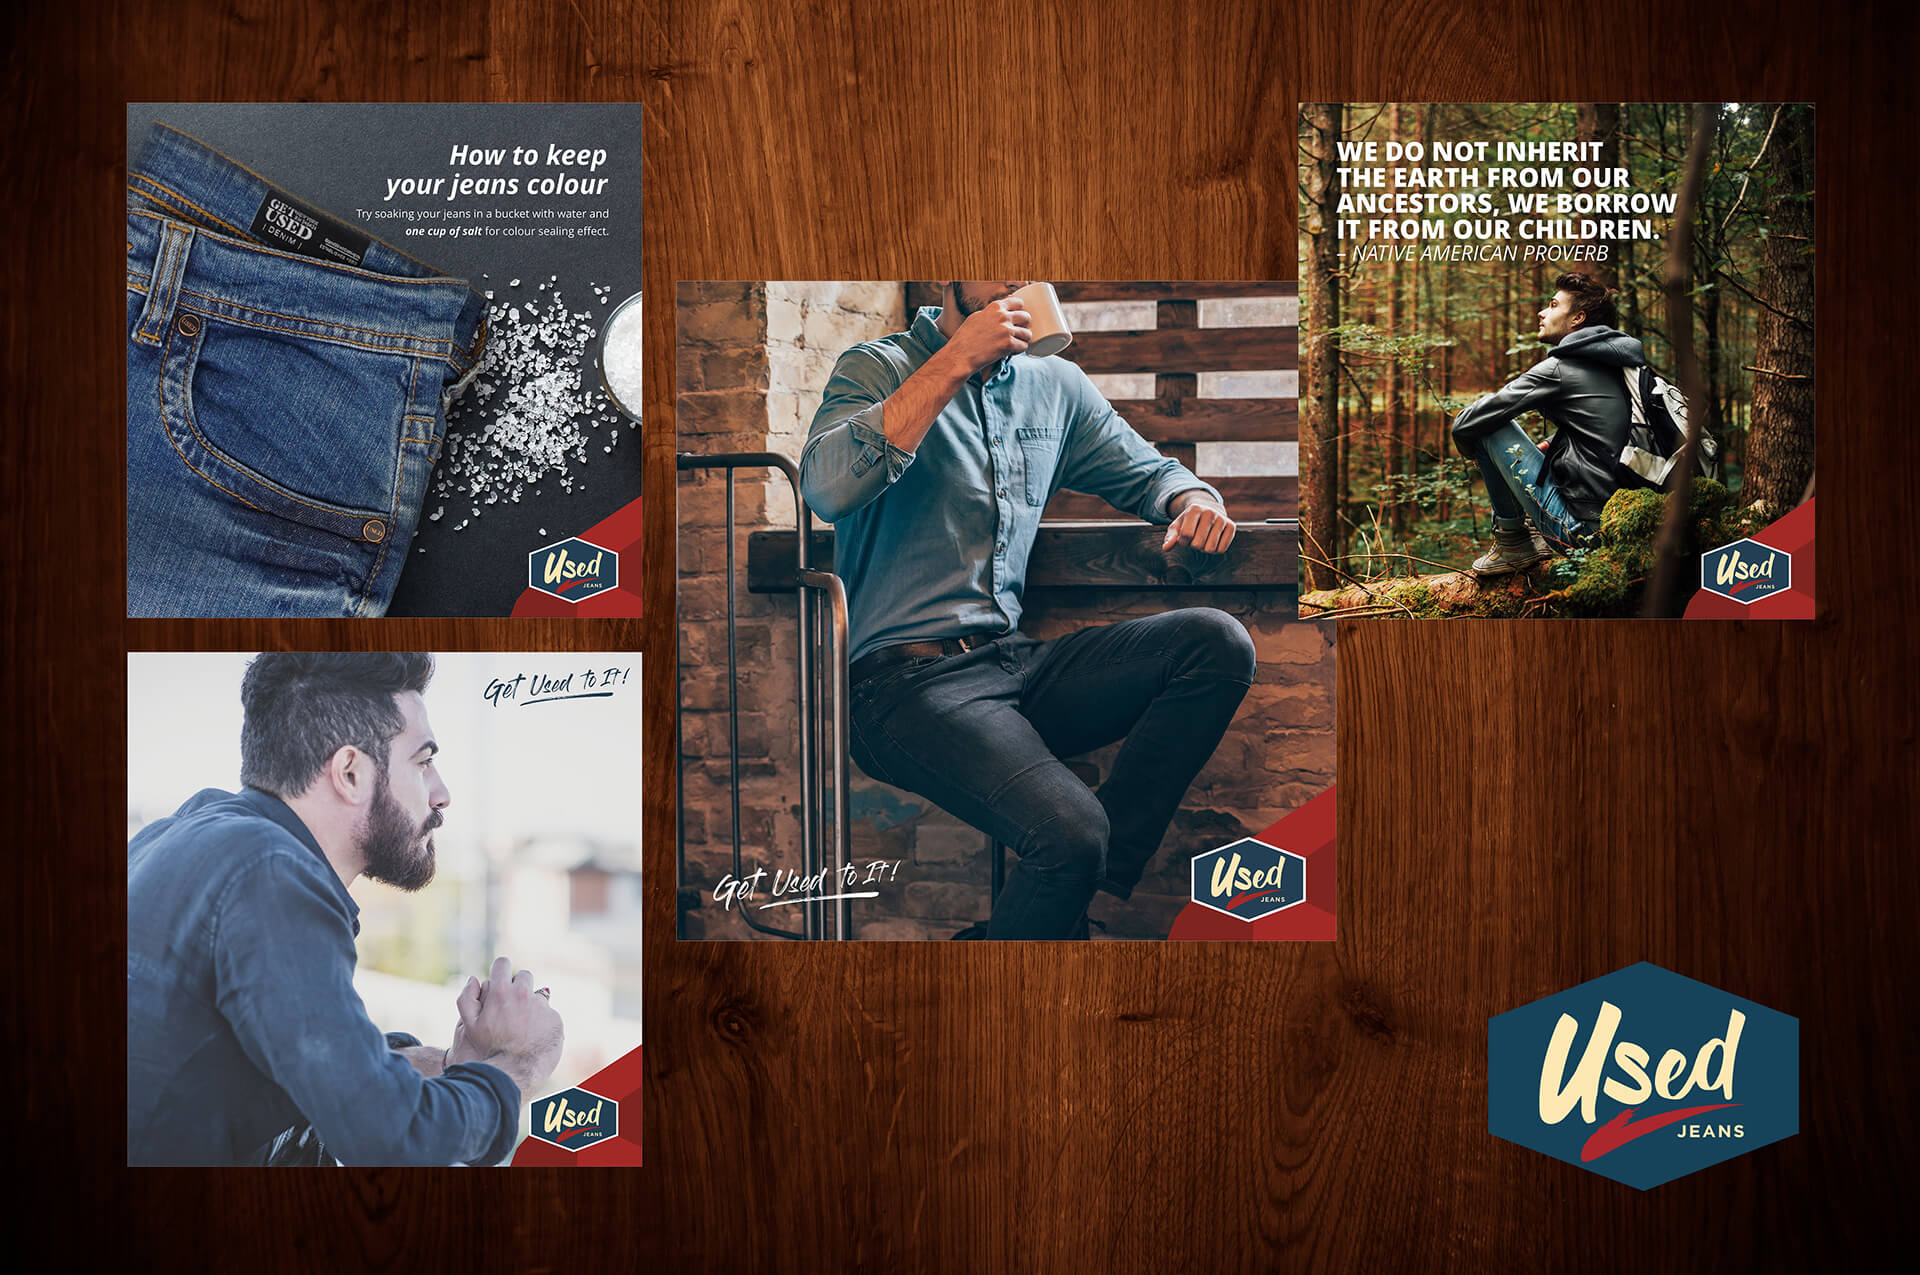 How to keep
your jeans colour
Try soaking your jeans in a bucket with water and
one cup of salt for colour sealing effect.
GET
USED
| DENIM |
USED
USED
Used
JEANS
WE DO NOT INHERIT
THE EARTH FROM OUR
ANCESTORS, WE BORROW
IT FROM OUR CHILDREN.
– NATIVE AMERICAN PROVERB
Used
JEANS
Get Used to It!
Used
JEANS
Get Used to It!
Used
JEANS
Used
JEANS